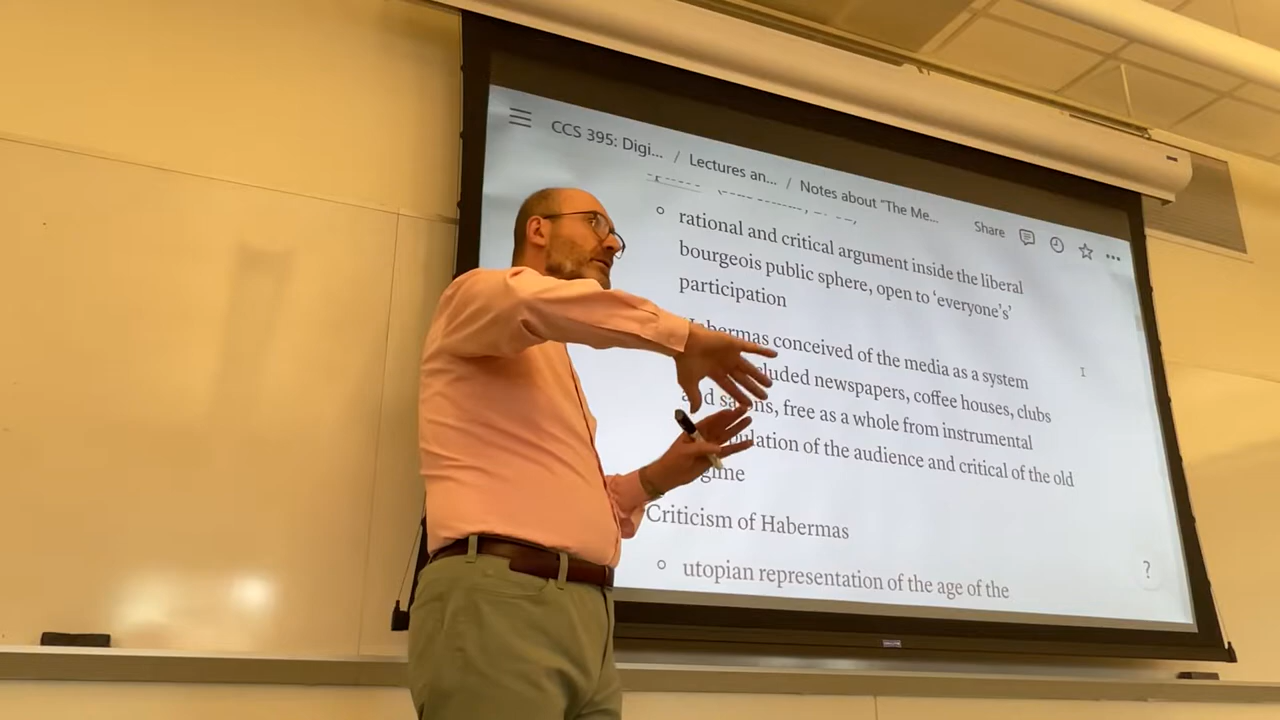 CCS 395: Digi... / Lectures an... / Notes about "The Me...
Share
rational and critical argument inside the liberal
bourgeois public sphere, open to 'everyone's'
participation
Habermas conceived of the media as a system
newspapers, coffee houses, clubs
free as a whole from instrumental
of the audience and critical of the old
Criticism of Habermas
utopian representation of the age of the
?